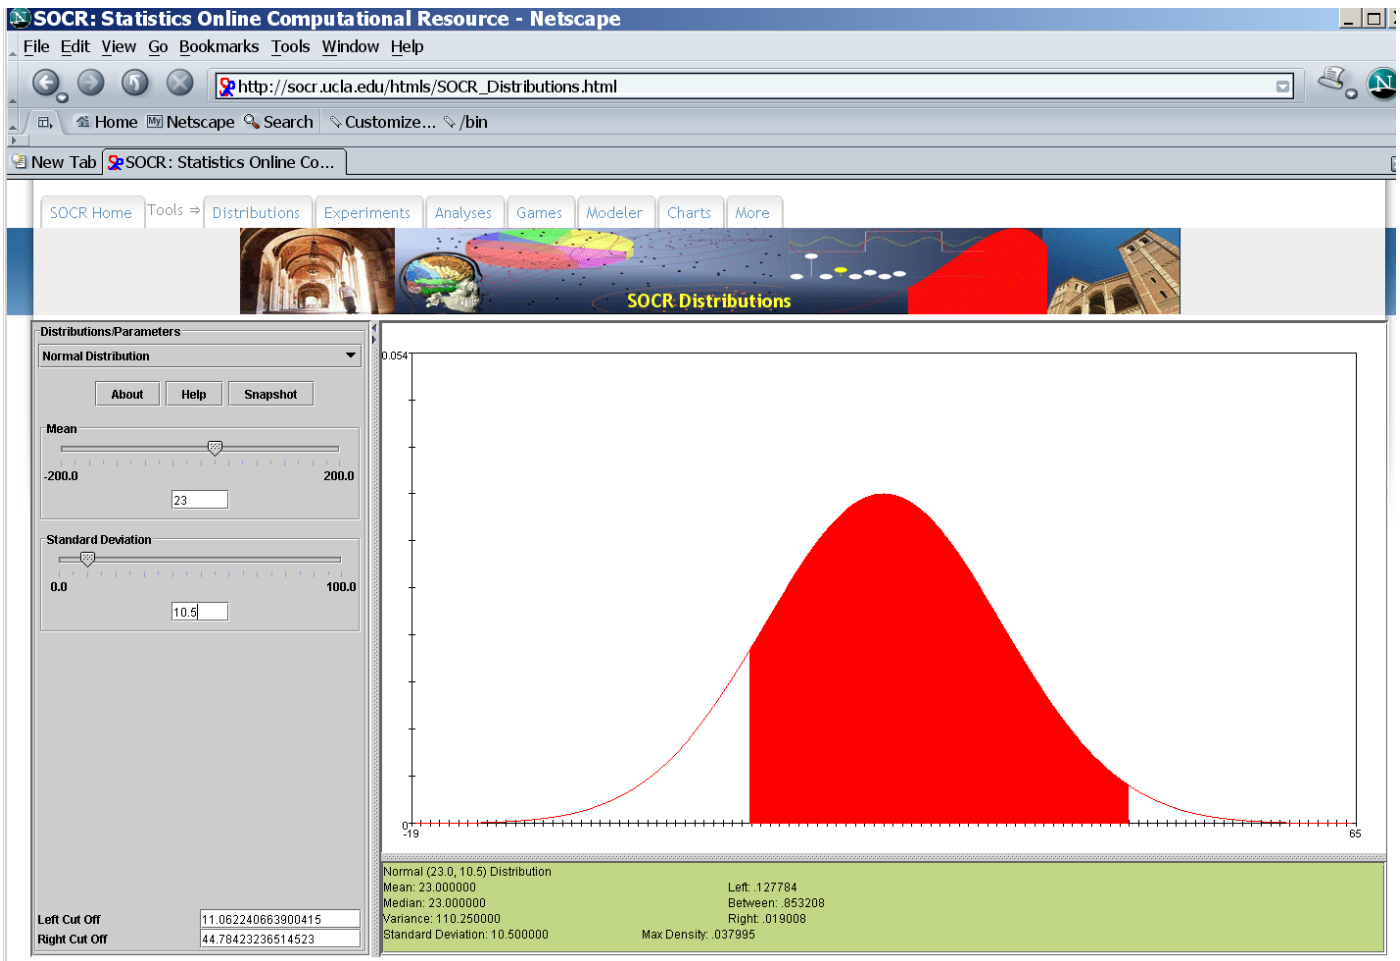 SOCR: Statistics Online Computational Resource - Netscape
File Edit View Go Bookmarks Tools Window Help
http://socr.ucla.edu/htmls/SOCR_Distributions.html
Home My Netscape Search Customize... /bin
New Tab SOCR: Statistics Online Co...
SOCR Home Tools ⇒ Distributions Experiments Analyses Games Modeler Charts More
SOCR Distributions
Distributions/Parameters
Normal Distribution
About Help Snapshot
Mean
-200.0 200.0
23
Standard Deviation
0.0 100.0
10.5
Left Cut Off 11.062240663900415
Right Cut Off 44.78423236514523
0.054
0
-19 65
Normal (23.0, 10.5) Distribution
Mean: 23.000000 Left: .127784
Median: 23.000000 Between: .853208
Variance: 110.250000 Right: .019008
Standard Deviation: 10.500000 Max Density: .037995